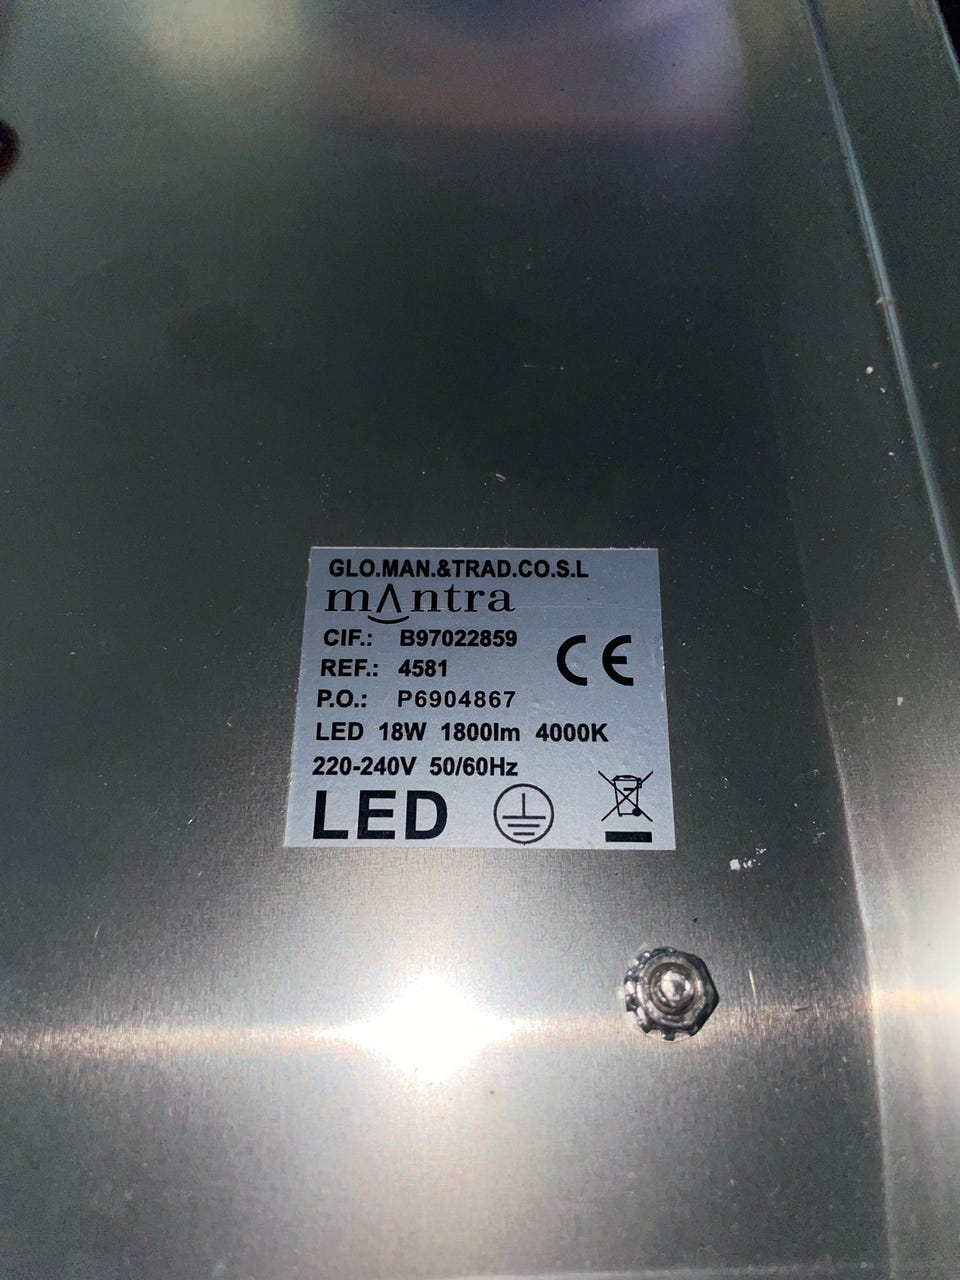 GLO.MAN.&TRAD.CO.S.L
mantra
CIF.: B97022859
REF.: 4581
P.O.: P6904867
LED 18W 1800lm 4000K
220-240V 50/60Hz
LED
CE